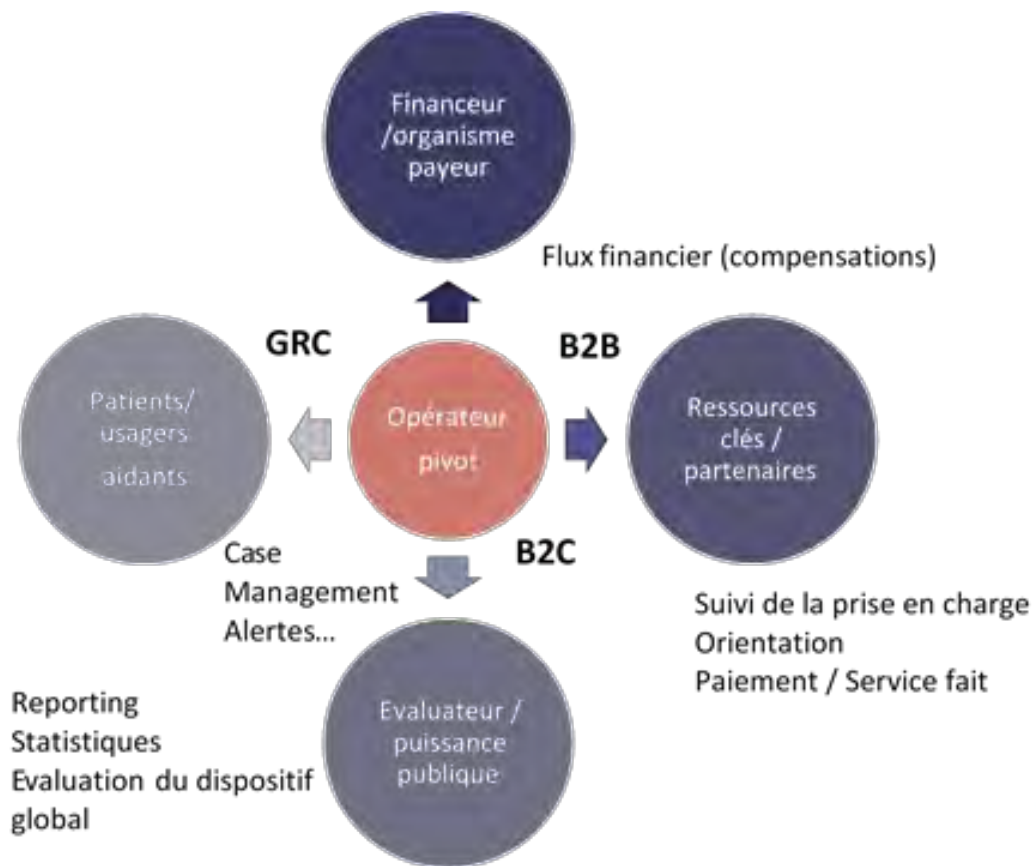 Financeur
/organisme
payeur
Flux financier (compensations)
GRC
B2B
Patients/
usagers
aidants
Opérateur
pivot
Ressources
clés /
partenaires
B2C
Case
Management
Alertes...
Suivi de la prise en charge
Orientation
Paiement / Service fait
Reporting
Statistiques
Evaluation du dispositif
global
Evaluateur /
puissance
publique